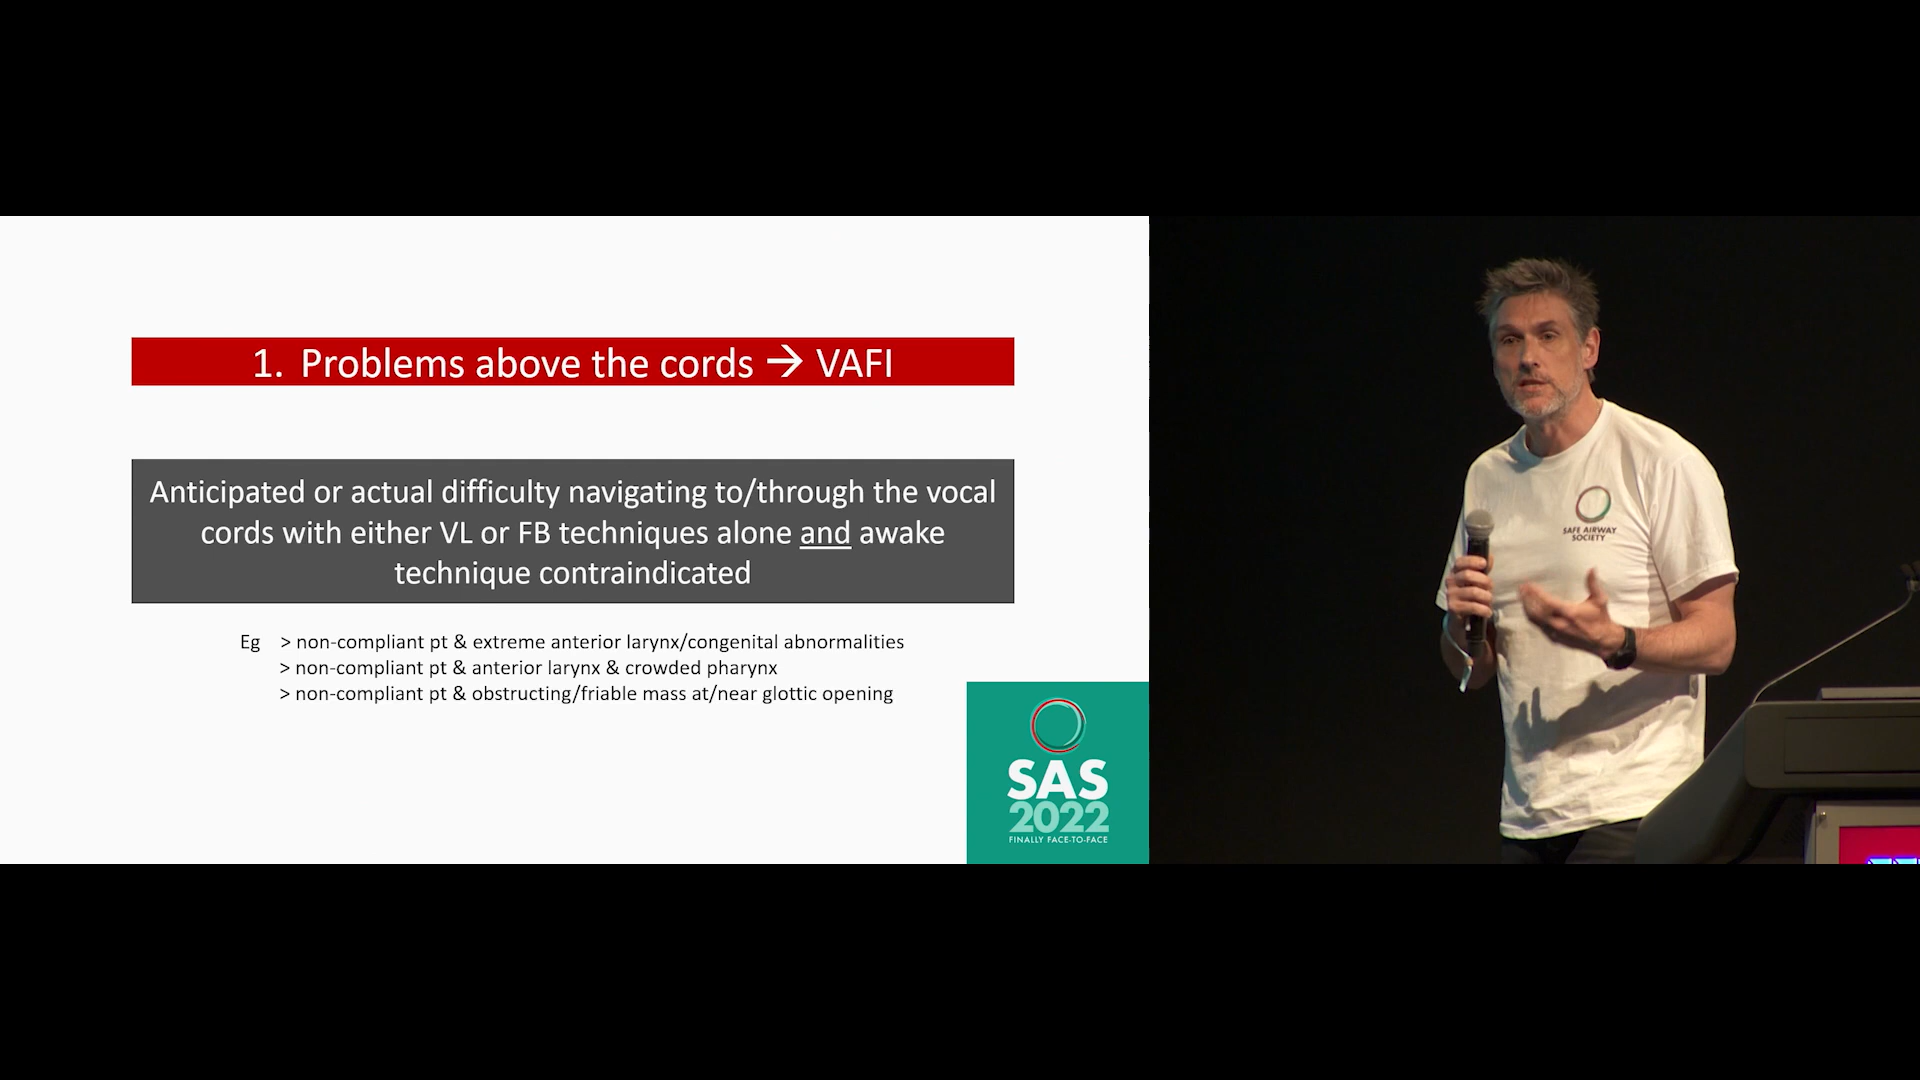 1. Problems above the cords → VAFI
Anticipated or actual difficulty navigating to/through the vocal
cords with either VL or FB techniques alone and awake
technique contraindicated
Eg > non-compliant pt & extreme anterior larynx/congenital abnormalities
> non-compliant pt & anterior larynx & crowded pharynx
> non-compliant pt & obstructing/friable mass at/near glottic opening
SAS
2022
FINALLY FACE-TO-FACE
SAFE AIRWAY
SOCIETY